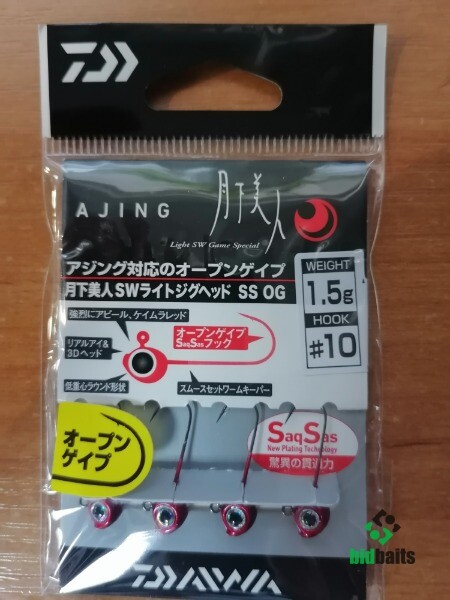 AJING
月下美人
Light SW Game Special
アジング対応のオープンゲイプ
月下美人SWライトジグヘッド SS OG
WEIGHT
1.5g
HOOK
#10
強烈にアピール、ケイムラレッド
リアルアイ&
3Dヘッド
オープンゲイプ
SaqSasフック
低重心ラウンド形状
スムースセットワームキーパー
オープン
ゲイプ
SaqSas
New Plating Technology
驚異の貫通力
DAIWA
bidbaits